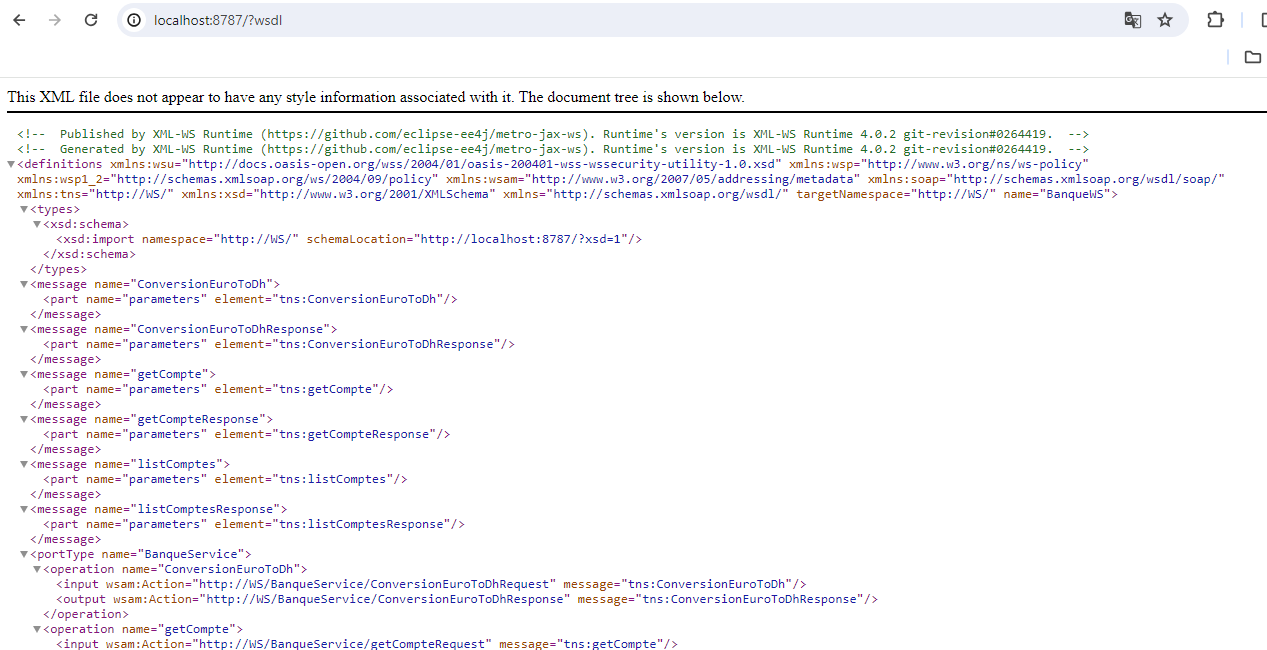 localhost:8787/?wsdl
This XML file does not appear to have any style information associated with it. The document tree is shown below.
<!-- Published by XML-WS Runtime (https://github.com/eclipse-ee4j/metro-jax-ws). Runtime's version is XML-WS Runtime 4.0.2 git-revision#0264419. -->
<!-- Generated by XML-WS Runtime (https://github.com/eclipse-ee4j/metro-jax-ws). Runtime's version is XML-WS Runtime 4.0.2 git-revision#0264419. -->
▼<definitions xmlns:wsu="http://docs.oasis-open.org/wss/2004/01/oasis-200401-wss-wssecurity-utility-1.0.xsd" xmlns:wsp="http://www.w3.org/ns/ws-policy"
xmlns:wsp1_2="http://schemas.xmlsoap.org/ws/2004/09/policy" xmlns:wsam="http://www.w3.org/2007/05/addressing/metadata" xmlns:soap="http://schemas.xmlsoap.org/wsdl/soap/"
xmlns:tns="http://WS/" xmlns:xsd="http://www.w3.org/2001/XMLSchema" xmlns="http://schemas.xmlsoap.org/wsdl/" targetNamespace="http://WS/" name="BanqueWS">
▼<types>
▼<xsd:schema>
<xsd:import namespace="http://WS/" schemaLocation="http://localhost:8787/?xsd=1"/>
</xsd:schema>
</types>
▼<message name="ConversionEuroToDh">
<part name="parameters" element="tns:ConversionEuroToDh"/>
</message>
▼<message name="ConversionEuroToDhResponse">
<part name="parameters" element="tns:ConversionEuroToDhResponse"/>
</message>
▼<message name="getCompte">
<part name="parameters" element="tns:getCompte"/>
</message>
▼<message name="getCompteResponse">
<part name="parameters" element="tns:getCompteResponse"/>
</message>
▼<message name="listComptes">
<part name="parameters" element="tns:listComptes"/>
</message>
▼<message name="listComptesResponse">
<part name="parameters" element="tns:listComptesResponse"/>
</message>
▼<portType name="BanqueService">
▼<operation name="ConversionEuroToDh">
<input wsam:Action="http://WS/BanqueService/ConversionEuroToDhRequest" message="tns:ConversionEuroToDh"/>
<output wsam:Action="http://WS/BanqueService/ConversionEuroToDhResponse" message="tns:ConversionEuroToDhResponse"/>
</operation>
▼<operation name="getCompte">
<input wsam:Action="http://WS/BanqueService/getCompteRequest" message="tns:getCompte"/>